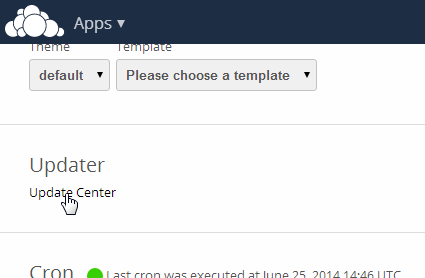 Apps ▾
Theme Template
default Please choose a template
Updater
Update Center
Cron Last cron was executed at June 25, 2014 14:46 UTC